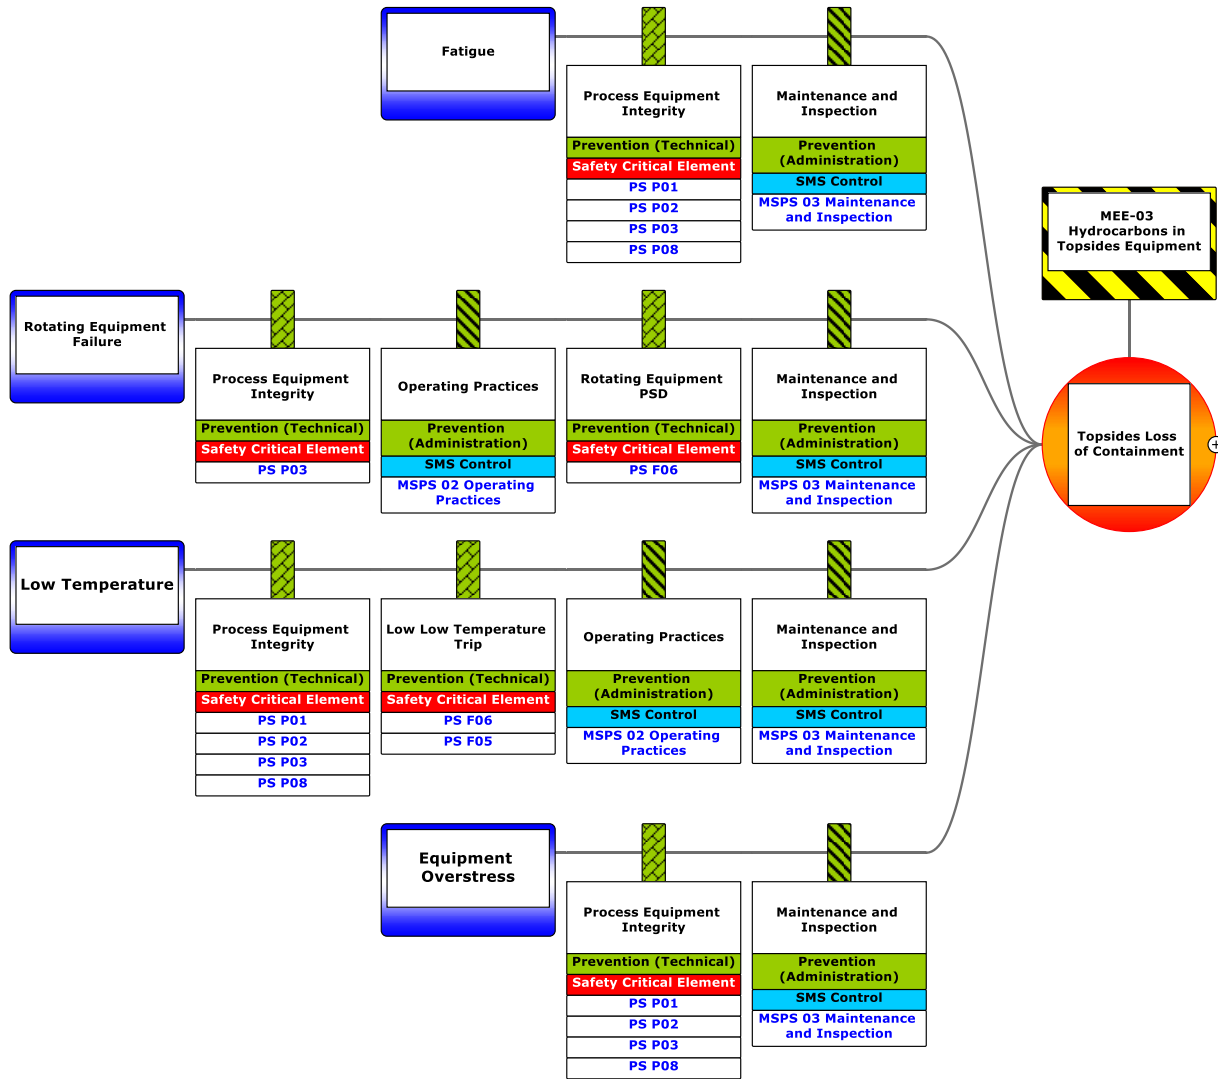 Fatigue
Process Equipment
Integrity
Prevention (Technical)
Safety Critical Element
PS P01
PS P02
PS P03
PS P08
Maintenance and
Inspection
Prevention
(Administration)
SMS Control
MSPS 03 Maintenance
and Inspection
MEE-03
Hydrocarbons in
Topsides Equipment
Rotating Equipment
Failure
Process Equipment
Integrity
Prevention (Technical)
Safety Critical Element
PS P03
Operating Practices
Prevention
(Administration)
SMS Control
MSPS 02 Operating
Practices
Rotating Equipment
PSD
Prevention (Technical)
Safety Critical Element
PS F06
Maintenance and
Inspection
Prevention
(Administration)
SMS Control
MSPS 03 Maintenance
and Inspection
Topsides Loss
of Containment
+
Low Temperature
Process Equipment
Integrity
Prevention (Technical)
Safety Critical Element
PS P01
PS P02
PS P03
PS P08
Low Low Temperature
Trip
Prevention (Technical)
Safety Critical Element
PS F06
PS F05
Operating Practices
Prevention
(Administration)
SMS Control
MSPS 02 Operating
Practices
Maintenance and
Inspection
Prevention
(Administration)
SMS Control
MSPS 03 Maintenance
and Inspection
Equipment
Overstress
Process Equipment
Integrity
Prevention (Technical)
Safety Critical Element
PS P01
PS P02
PS P03
PS P08
Maintenance and
Inspection
Prevention
(Administration)
SMS Control
MSPS 03 Maintenance
and Inspection